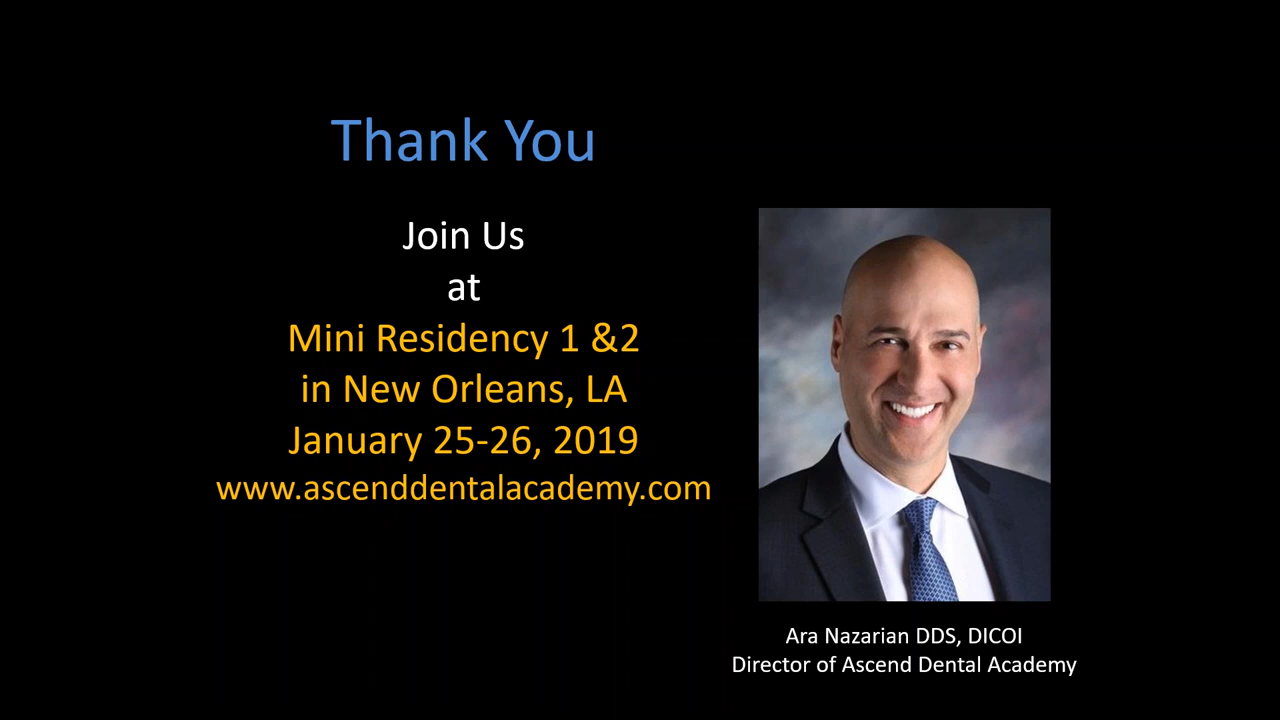 Thank You
Join Us
at
Mini Residency 1 &2
in New Orleans, LA
January 25-26, 2019
www.ascenddentalacademy.com
Ara Nazarian DDS, DICOI
Director of Ascend Dental Academy